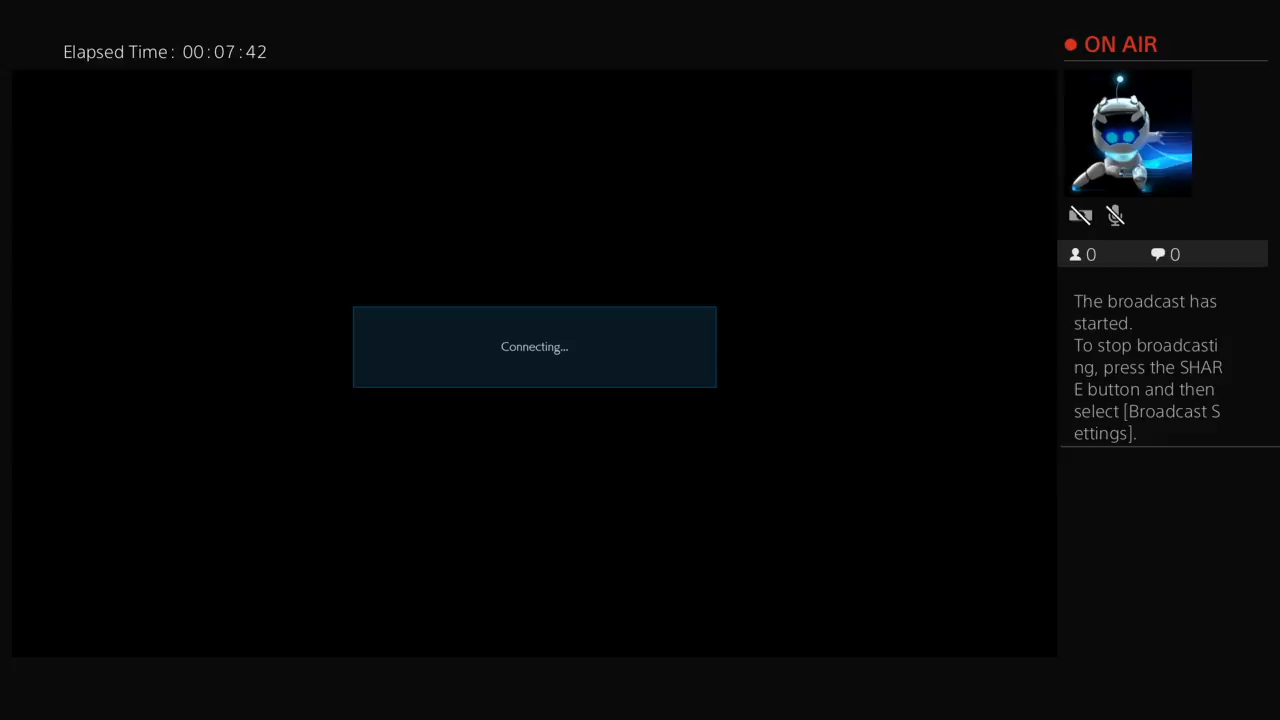 Elapsed Time: 00:07:42
ON AIR
0 0
Connecting...
The broadcast has
started.
To stop broadcasti
ng, press the SHAR
E button and then
select [Broadcast S
ettings].